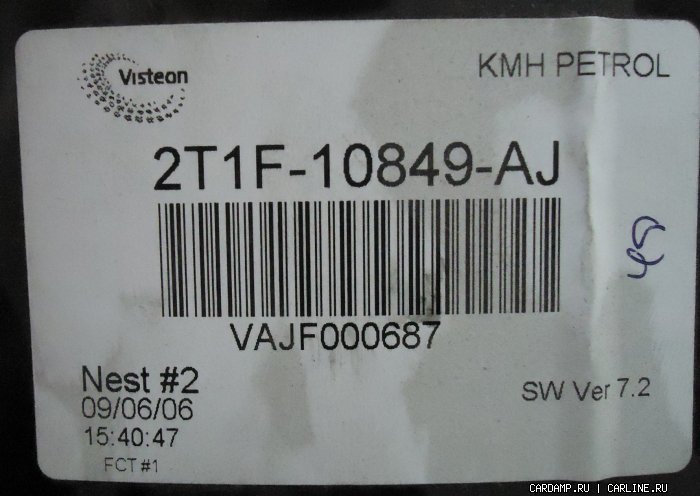 Visteon
KMH PETROL
2T1F-10849-AJ
VAJF000687
Nest #2
09/06/06
15:40:47
FCT #1
SW Ver 7.2
CARDAMP.RU | CARLINE.RU